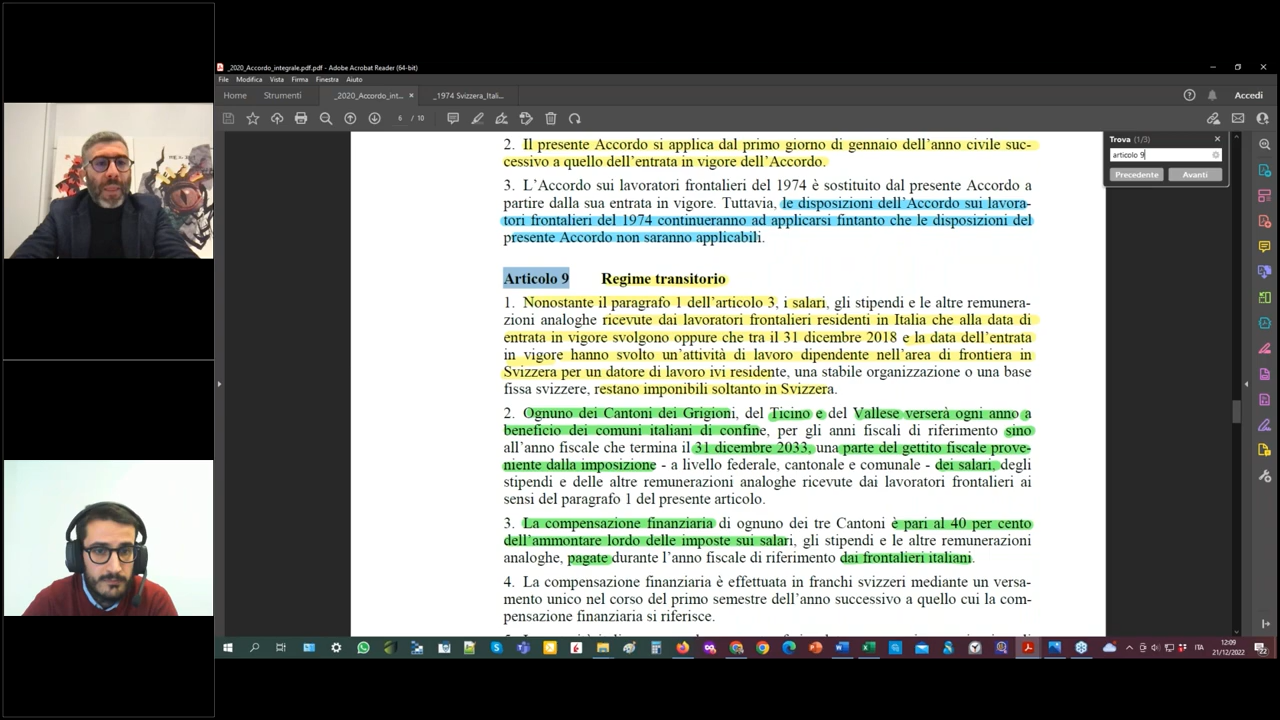 _2020_Accordo_integrale.pdf.pdf - Adobe Acrobat Reader (64-bit)
File Modifica Vista Firma Finestra Aiuto
Home Strumenti _2020_Accordo_int... × _1974 Svizzera_Itali... Accedi
6 / 10
Trova (1/3)
articolo 9
Precedente Avanti
2. Il presente Accordo si applica dal primo giorno di gennaio dell'anno civile suc-
cessivo a quello dell'entrata in vigore dell'Accordo.
3. L'Accordo sui lavoratori frontalieri del 1974 è sostituito dal presente Accordo a
partire dalla sua entrata in vigore. Tuttavia, le disposizioni dell'Accordo sui lavora-
tori frontalieri del 1974 continueranno ad applicarsi fintanto che le disposizioni del
presente Accordo non saranno applicabili.
Articolo 9 Regime transitorio
1. Nonostante il paragrafo 1 dell'articolo 3, i salari, gli stipendi e le altre remunera-
zioni analoghe ricevute dai lavoratori frontalieri residenti in Italia che alla data di
entrata in vigore svolgono oppure che tra il 31 dicembre 2018 e la data dell'entrata
in vigore hanno svolto un'attività di lavoro dipendente nell'area di frontiera in
Svizzera per un datore di lavoro ivi residente, una stabile organizzazione o una base
fissa svizzere, restano imponibili soltanto in Svizzera.
2. Ognuno dei Cantoni dei Grigioni, del Ticino e del Vallese verserà ogni anno a
beneficio dei comuni italiani di confine, per gli anni fiscali di riferimento sino
all'anno fiscale che termina il 31 dicembre 2033, una parte del gettito fiscale prove-
niente dalla imposizione - a livello federale, cantonale e comunale - dei salari, degli
stipendi e delle altre remunerazioni analoghe ricevute dai lavoratori frontalieri ai
sensi del paragrafo 1 del presente articolo.
3. La compensazione finanziaria di ognuno dei tre Cantoni è pari al 40 per cento
dell'ammontare lordo delle imposte sui salari, gli stipendi e le altre remunerazioni
analoghe, pagate durante l'anno fiscale di riferimento dai frontalieri italiani.
4. La compensazione finanziaria è effettuata in franchi svizzeri mediante un versa-
mento unico nel corso del primo semestre dell'anno successivo a quello cui la com-
pensazione finanziaria si riferisce.
ITA
12:09
21/12/2022